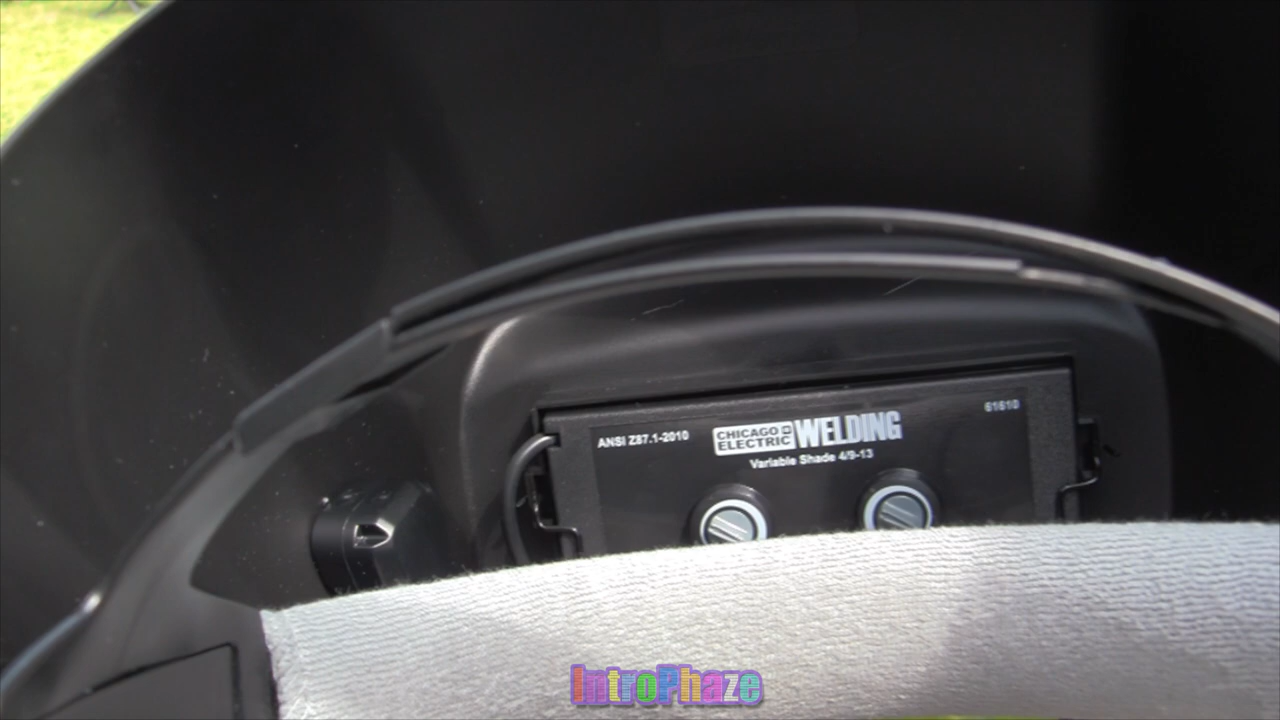 ANSI Z87.1-2010
CHICAGO ELECTRIC WELDING
61610
Variable Shade 4/9-13
IntroPhaze